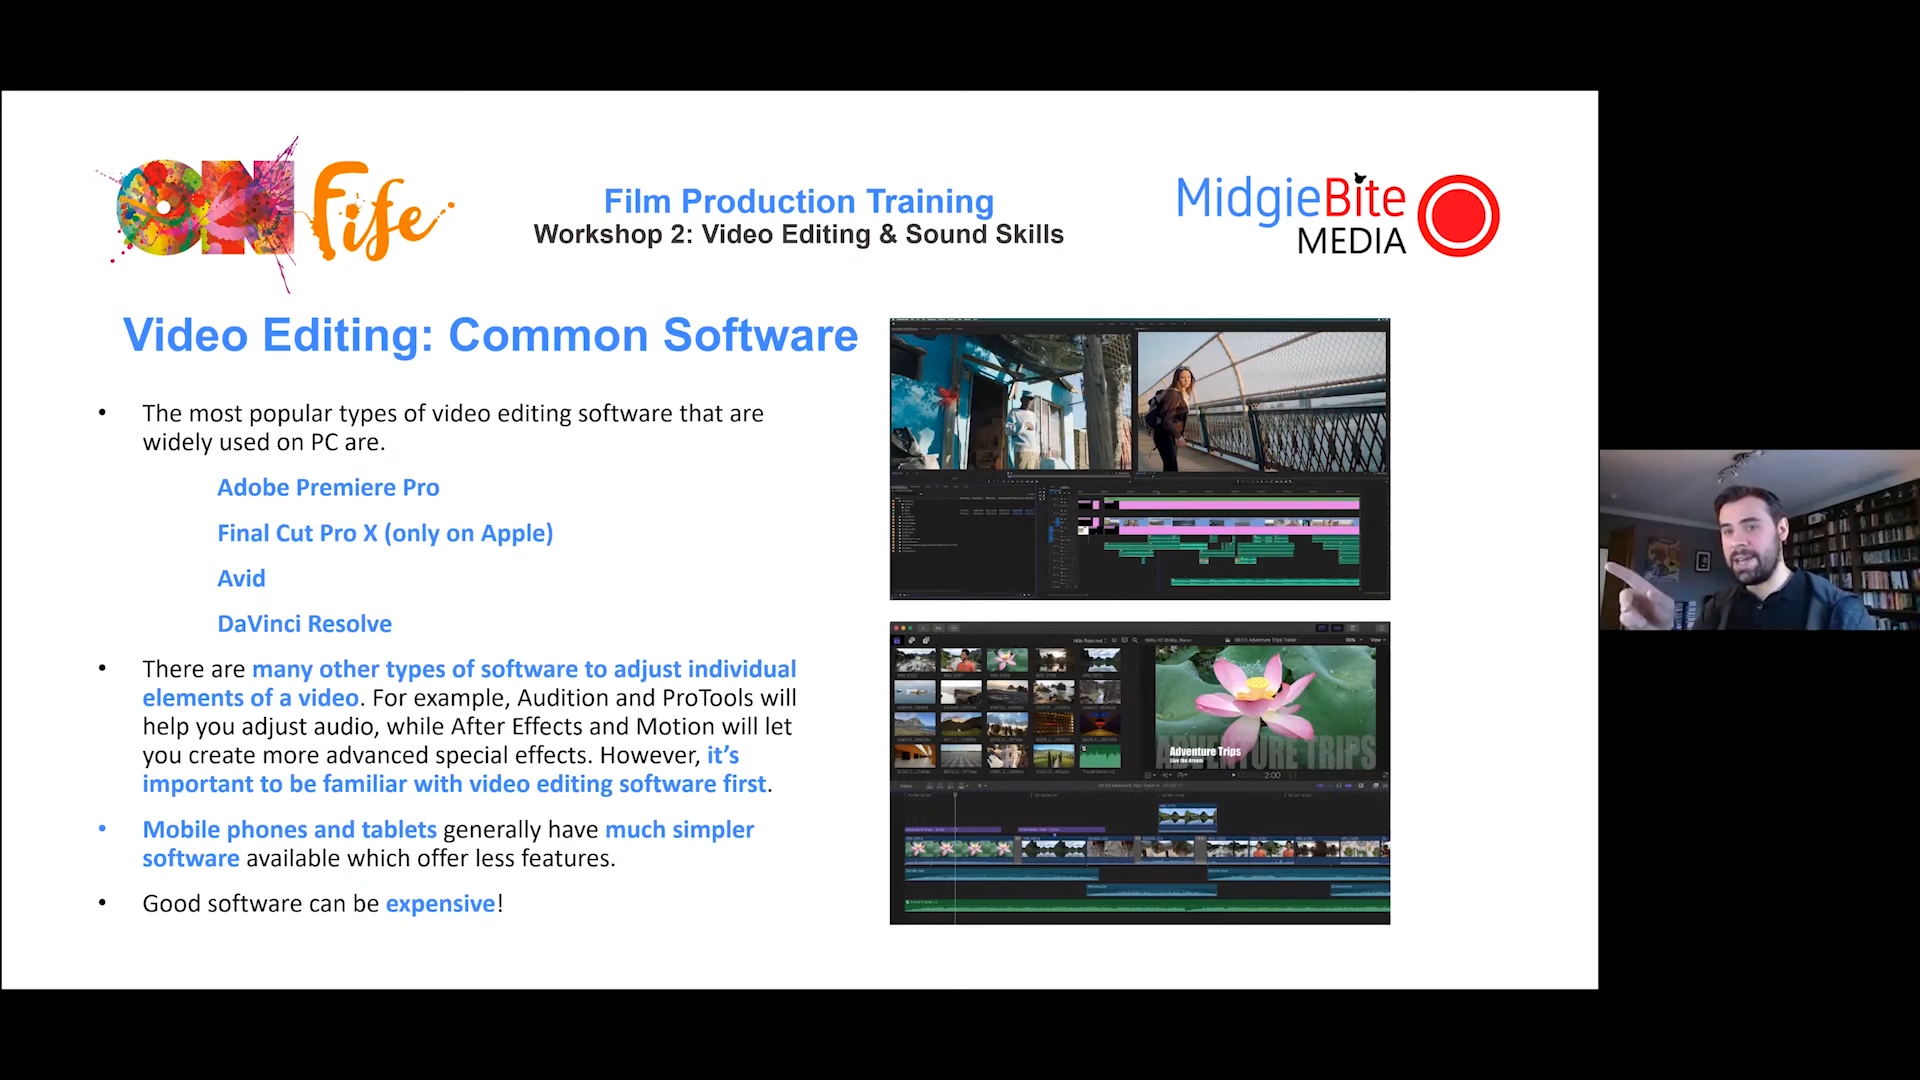 ON Fife
Film Production Training
Workshop 2: Video Editing & Sound Skills
MidgieBite
MEDIA
Video Editing: Common Software
• The most popular types of video editing software that are
widely used on PC are.
Adobe Premiere Pro
Final Cut Pro X (only on Apple)
Avid
DaVinci Resolve
• There are many other types of software to adjust individual
elements of a video. For example, Audition and ProTools will
help you adjust audio, while After Effects and Motion will let
you create more advanced special effects. However, it’s
important to be familiar with video editing software first.
• Mobile phones and tablets generally have much simpler
software available which offer less features.
• Good software can be expensive!
ADVENTURE TRIPS
Adventure Trips
Live the dream
2:00